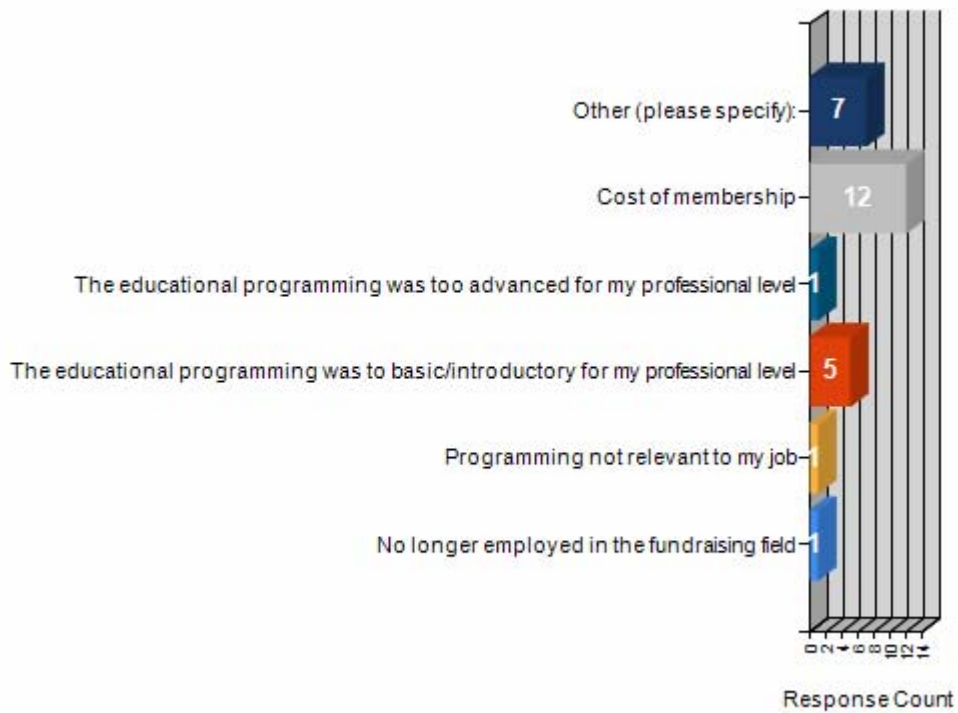 Other (please specify):
7
Cost of membership
12
The educational programming was too advanced for my professional level
1
The educational programming was to basic/introductory for my professional level
5
Programming not relevant to my job
1
No longer employed in the fundraising field
1
0 2 4 6 8 10 12 14
Response Count